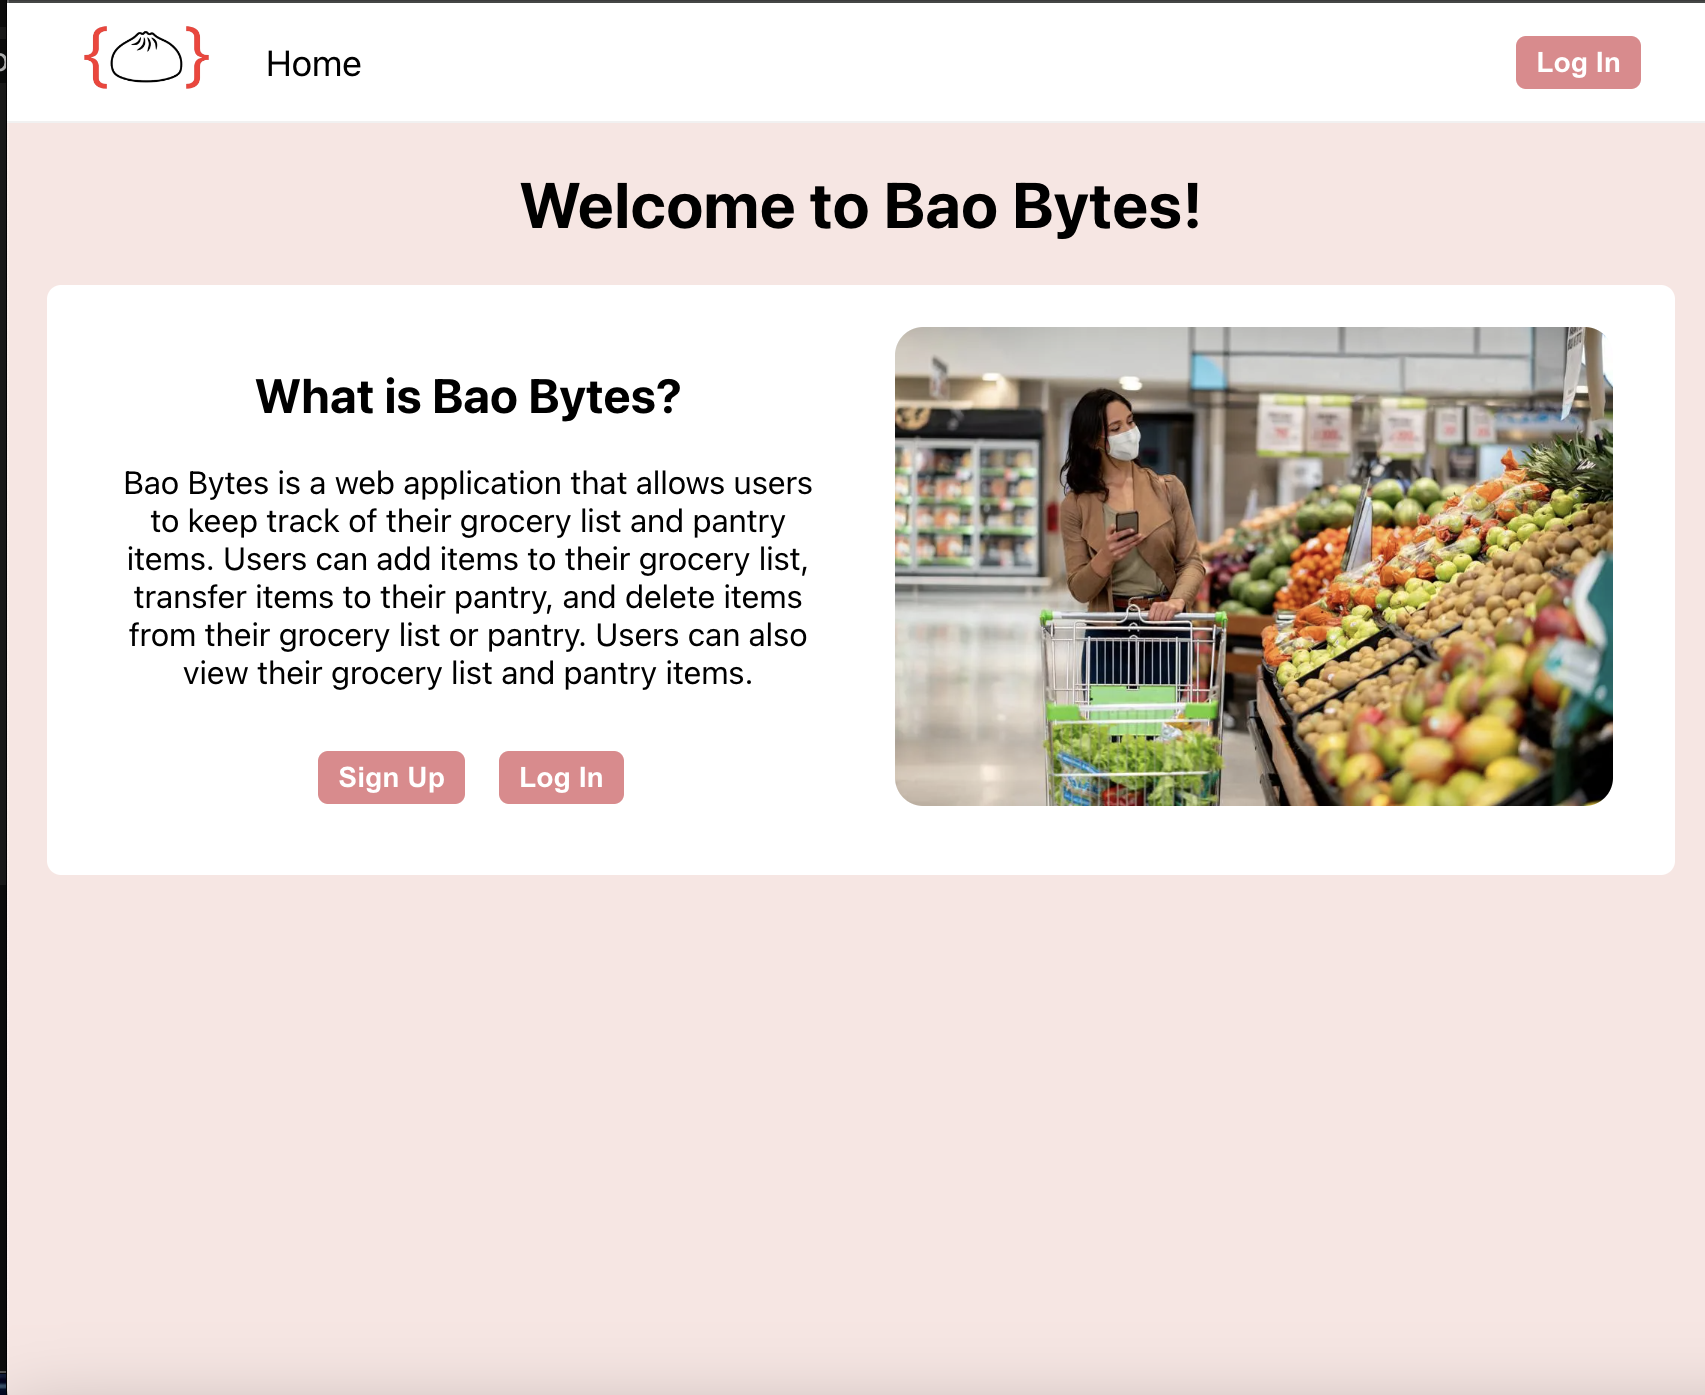 Home
Log In
Welcome to Bao Bytes!
What is Bao Bytes?
Bao Bytes is a web application that allows users
to keep track of their grocery list and pantry
items. Users can add items to their grocery list,
transfer items to their pantry, and delete items
from their grocery list or pantry. Users can also
view their grocery list and pantry items.
Sign Up
Log In